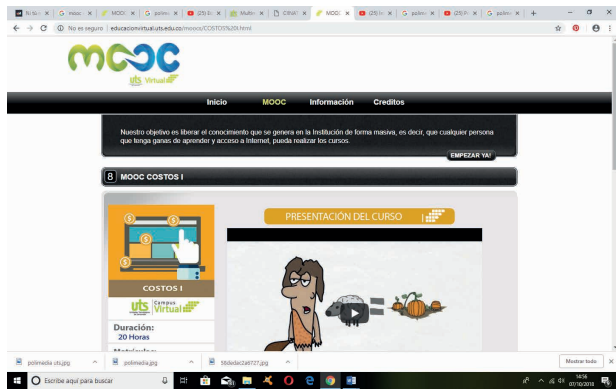 No es seguro | educacionvirtual.uts.edu.co/moocs/COSTOS%20I.html
mooc
uts Virtual
Inicio MOOC Información Creditos
Nuestro objetivo es liberar el conocimiento que se genera en la Institución de forma masiva, es decir, que cualquier persona
que tenga ganas de aprender y acceso a Internet, pueda realizar los cursos.
EMPEZAR YA!
8 MOOC COSTOS I
PRESENTACIÓN DEL CURSO
COSTOS I
uts Campus Virtual
Duración:
20 Horas
polimedia uts.jpg
polimedia.jpg
Mostrar todo
Escribe aquí para buscar
14:56
07/10/2018